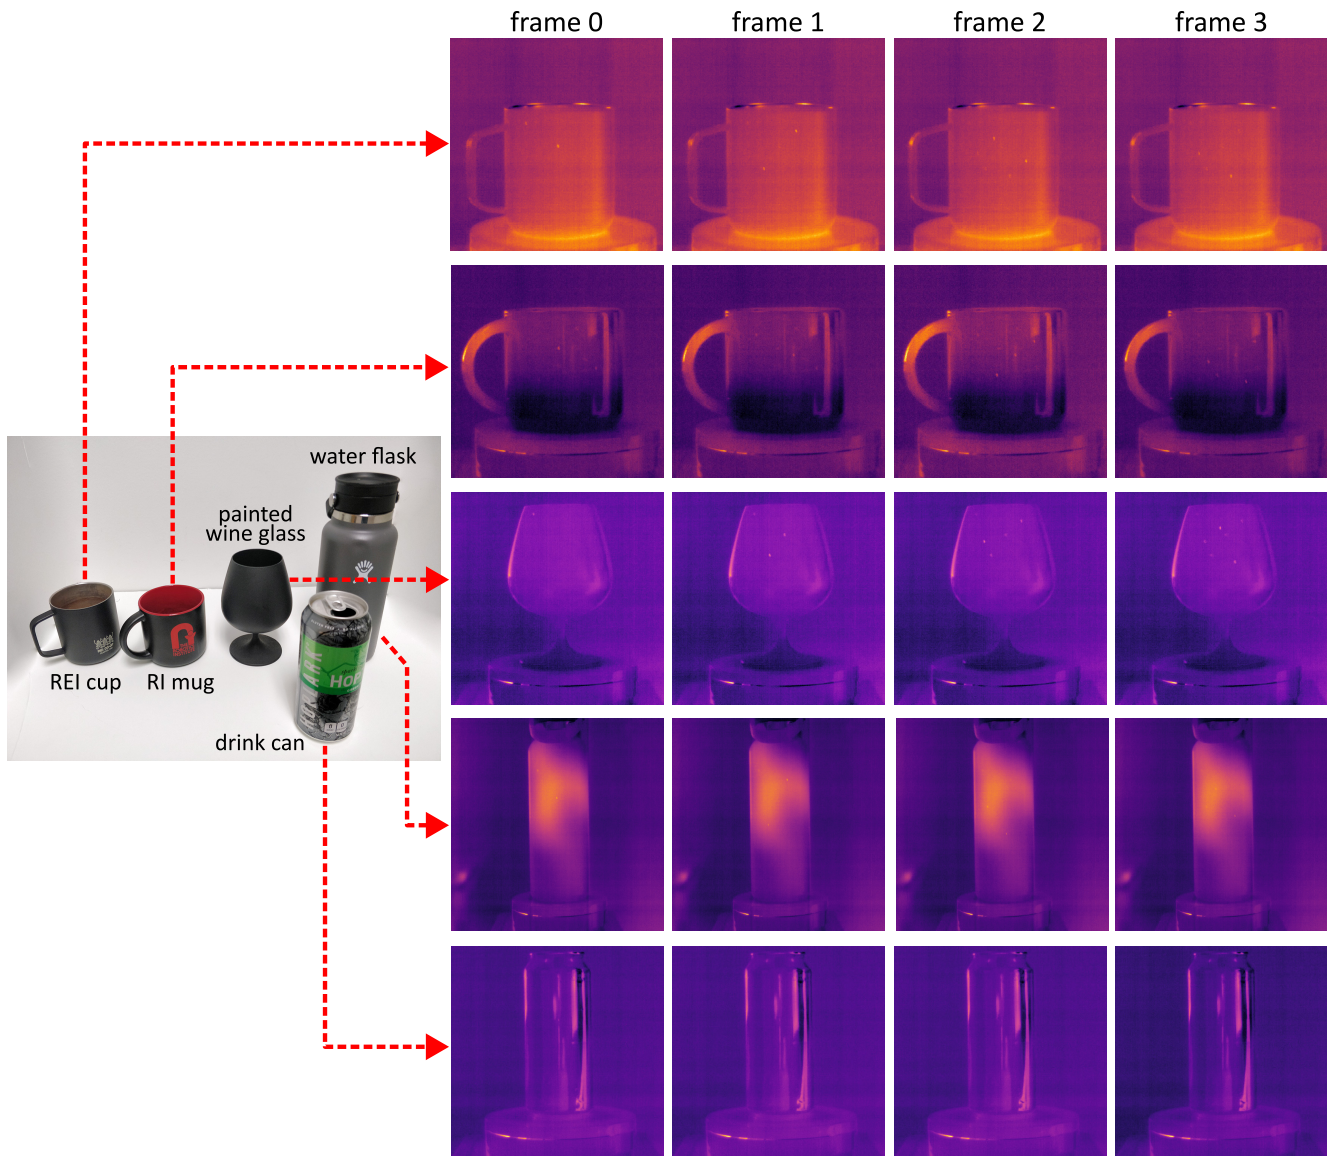 frame 0
frame 1
frame 2
frame 3
water flask
painted
wine glass
REI cup
RI mug
drink can
HOP